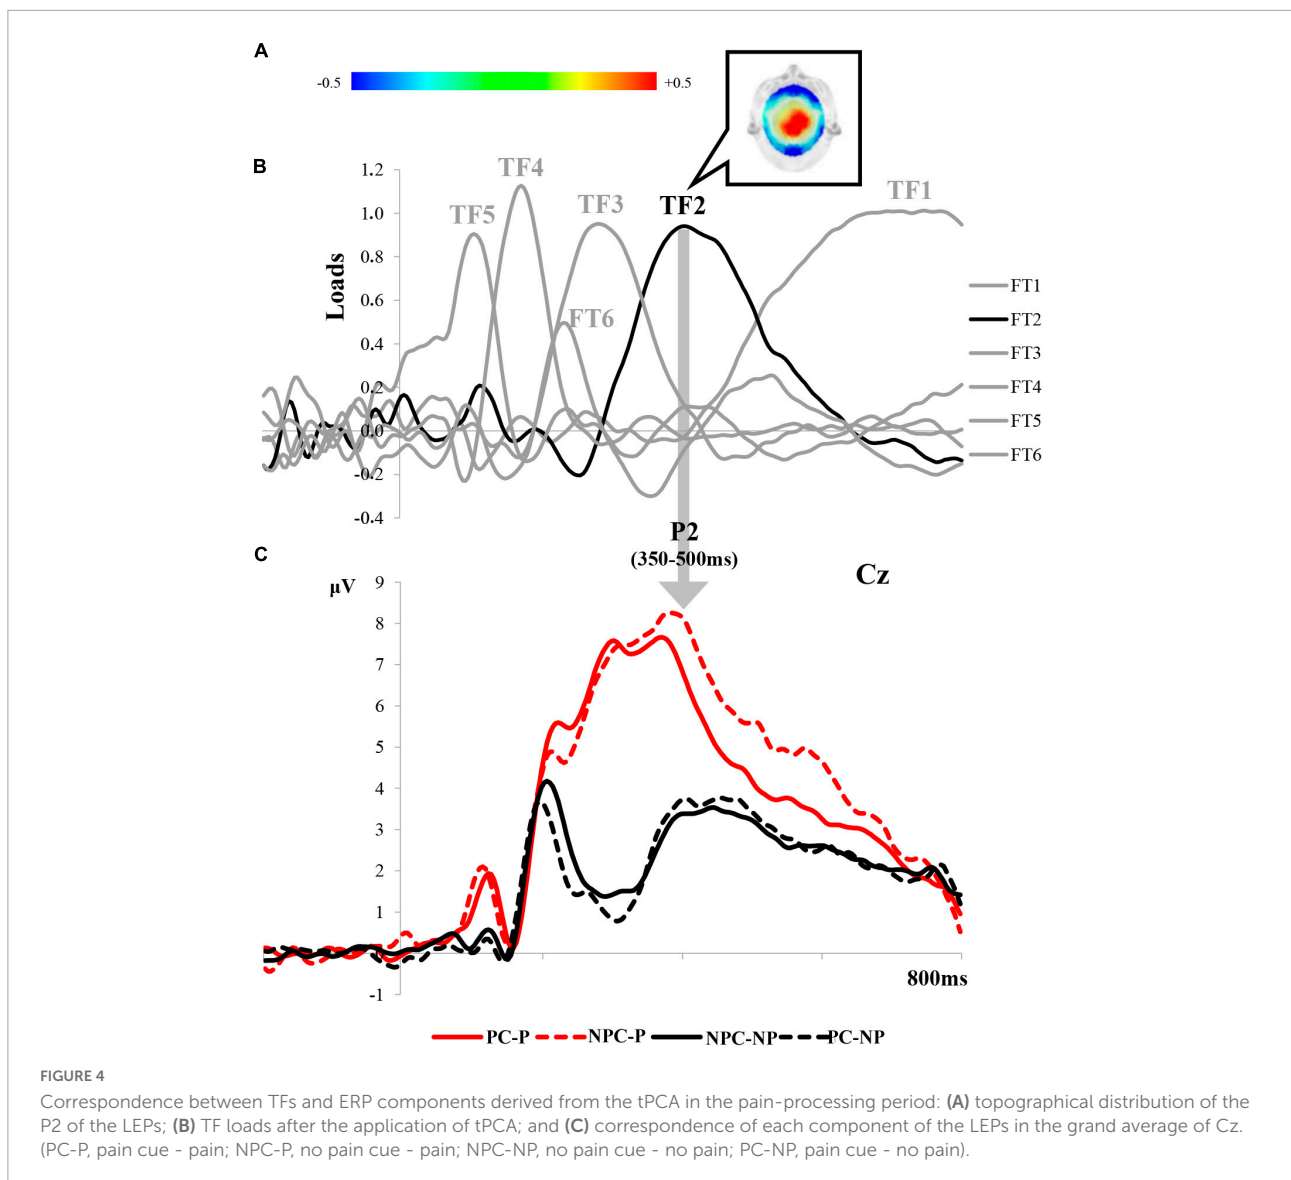 A
-0.5
+0.5
B
1.2
1.0
0.8
0.6
0.4
0.2
0.0
-0.2
-0.4
Loads
TF5
TF4
TF3
FT6
TF2
TF1
FT1
FT2
FT3
FT4
FT5
FT6
P2
(350-500ms)
C
µV
Cz
9
8
7
6
5
4
3
2
1
-1
800ms
PC-P
NPC-P
NPC-NP
PC-NP
FIGURE 4
Correspondence between TFs and ERP components derived from the tPCA in the pain-processing period: (A) topographical distribution of the
P2 of the LEPs; (B) TF loads after the application of tPCA; and (C) correspondence of each component of the LEPs in the grand average of Cz.
(PC-P, pain cue - pain; NPC-P, no pain cue - pain; NPC-NP, no pain cue - no pain; PC-NP, pain cue - no pain).